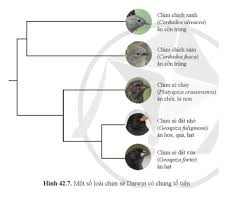 Chim chích xanh
(Certhidea olivacea)
ăn côn trùng
Chim chích xám
(Certhidea fusca)
ăn côn trùng
Chim sẻ chay
(Platyspiza crassirostris)
ăn chồi, lá non
Chim sẻ đất nhỏ
(Geospiza fuliginosa)
ăn hoa, quả, hạt
Chim sẻ đất vừa
(Geospiza fortis)
ăn hạt
Hình 42.7. Một số loài chim sẻ Darwin có chung tổ tiên